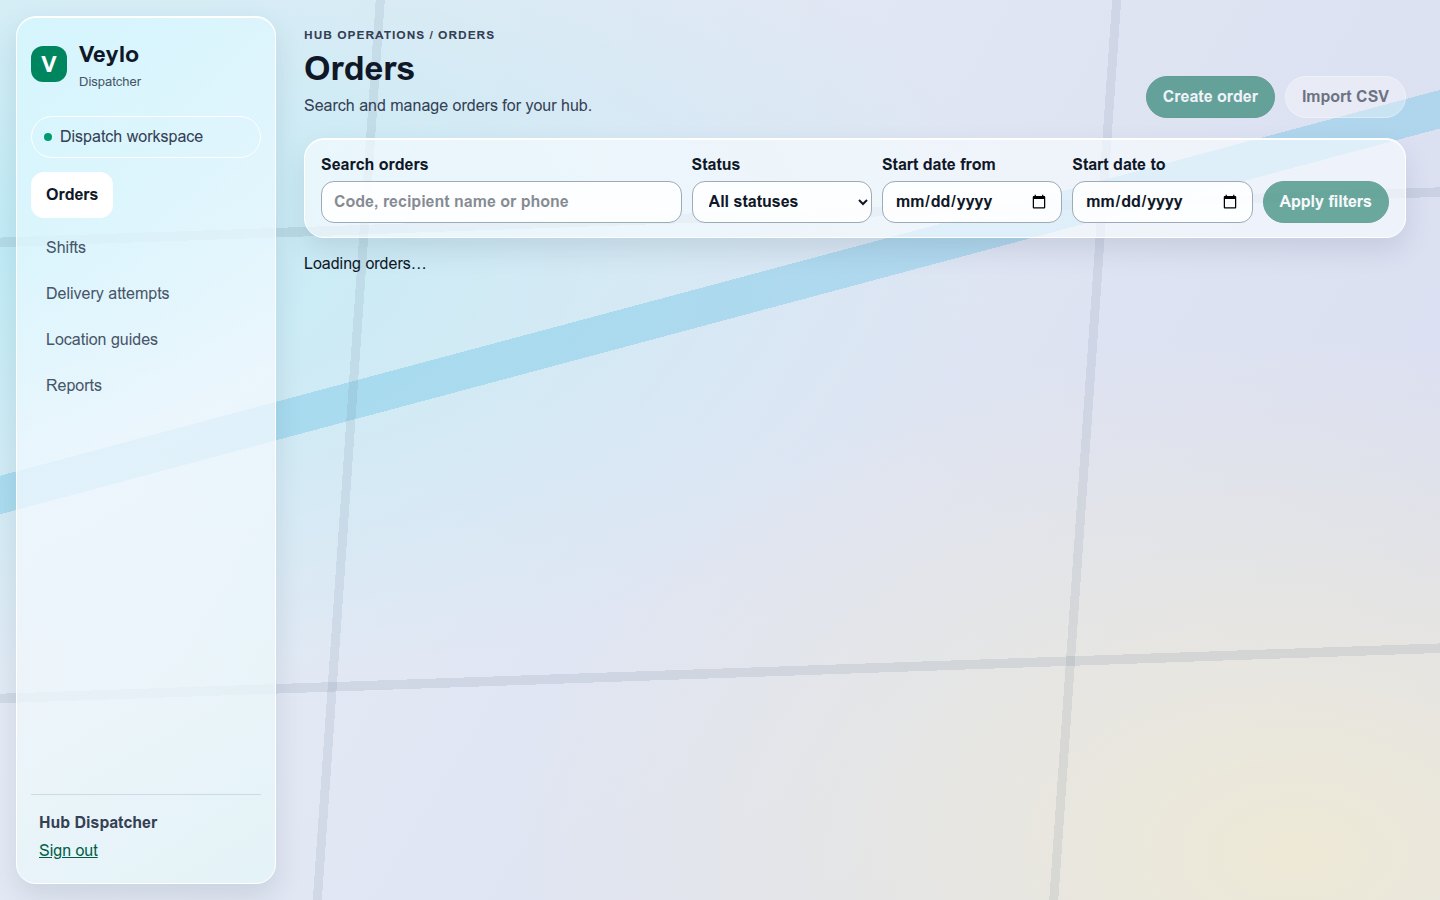 V
Veylo
Dispatcher
Dispatch workspace
Orders
Shifts
Delivery attempts
Location guides
Reports
Hub Dispatcher
Sign out
HUB OPERATIONS / ORDERS
Orders
Search and manage orders for your hub.
Create order
Import CSV
Search orders
Status
Start date from
Start date to
Code, recipient name or phone
All statuses
mm/dd/yyyy
mm/dd/yyyy
Apply filters
Loading orders...